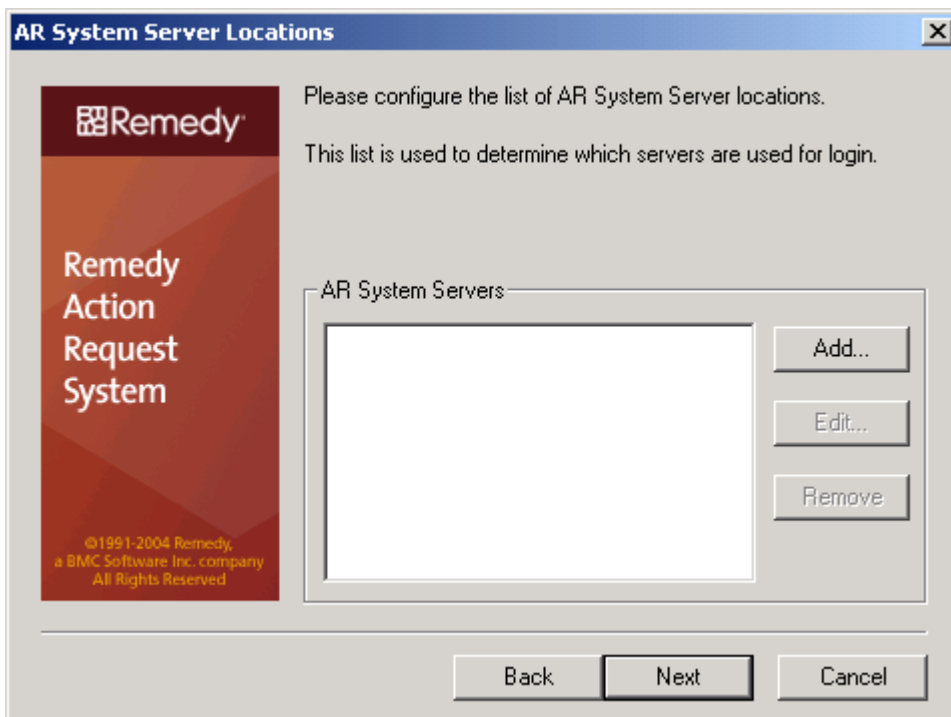 AR System Server Locations
Remedy
Please configure the list of AR System Server locations.
This list is used to determine which servers are used for login.
Remedy
Action
Request
System
©1991-2004 Remedy,
a BMC Software Inc. company
All Rights Reserved
AR System Servers
Add...
Edit...
Remove
Back
Next
Cancel